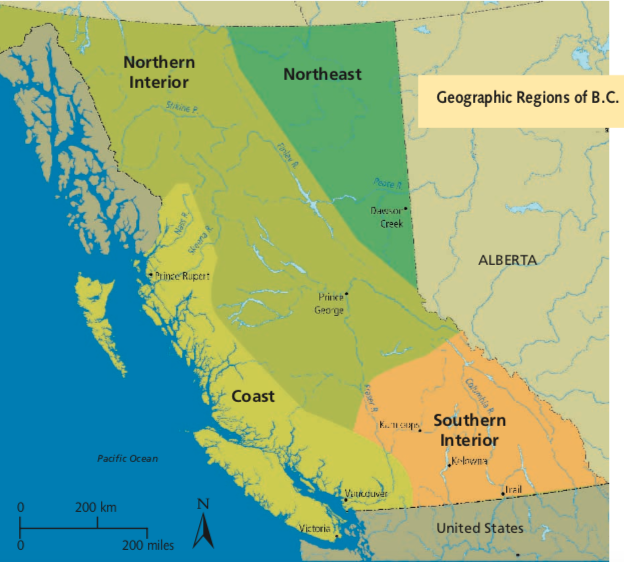 Northern
Interior
Northeast
Geographic Regions of B.C.
Stikine R.
Finlay R.
Peace R.
Dawson
Creek
Nass R.
Skeena R.
ALBERTA
Prince Rupert
Prince
George
Coast
Fraser R.
Columbia R.
Southern
Interior
Kamloops
Kelowna
Pacific Ocean
Vancouver
Trail
0 200 km
N
United States
Victoria
0 200 miles